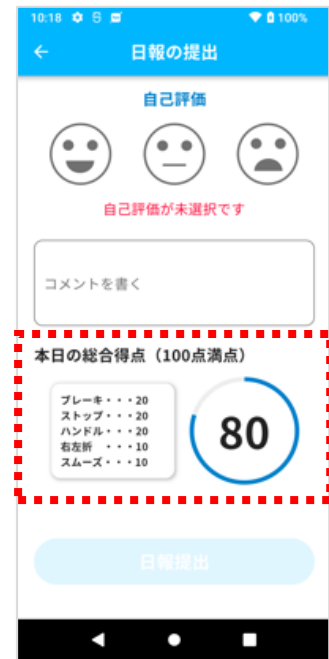 10:18 100%
日報の提出
自己評価
自己評価が未選択です
コメントを書く
本日の総合得点（100点満点）
ブレーキ・・・20
ストップ・・・20
ハンドル・・・20
右左折　・・・10
スムーズ・・・10
80
日報提出